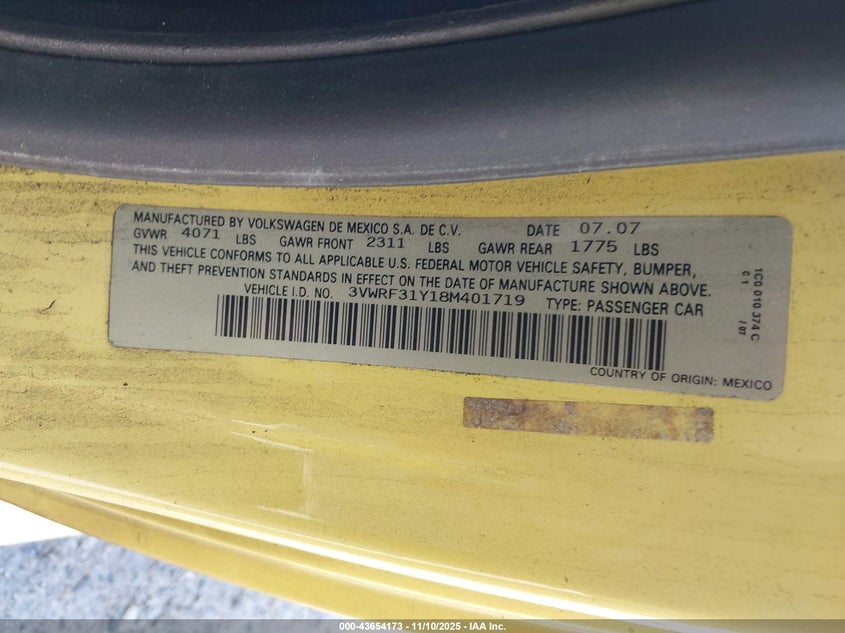 MANUFACTURED BY VOLKSWAGEN DE MEXICO S.A. DE C.V. DATE 07.07
GVWR 4071 LBS GAWR FRONT 2311 LBS GAWR REAR 1775 LBS
THIS VEHICLE CONFORMS TO ALL APPLICABLE U.S. FEDERAL MOTOR VEHICLE SAFETY, BUMPER,
AND THEFT PREVENTION STANDARDS IN EFFECT ON THE DATE OF MANUFACTURE SHOWN ABOVE.
VEHICLE I.D. NO. 3VWRF31Y18M401719 TYPE: PASSENGER CAR
COUNTRY OF ORIGIN: MEXICO
1C0 010 374 C
C 1 / 07
000-43654173 - 11/10/2025 - IAA Inc.